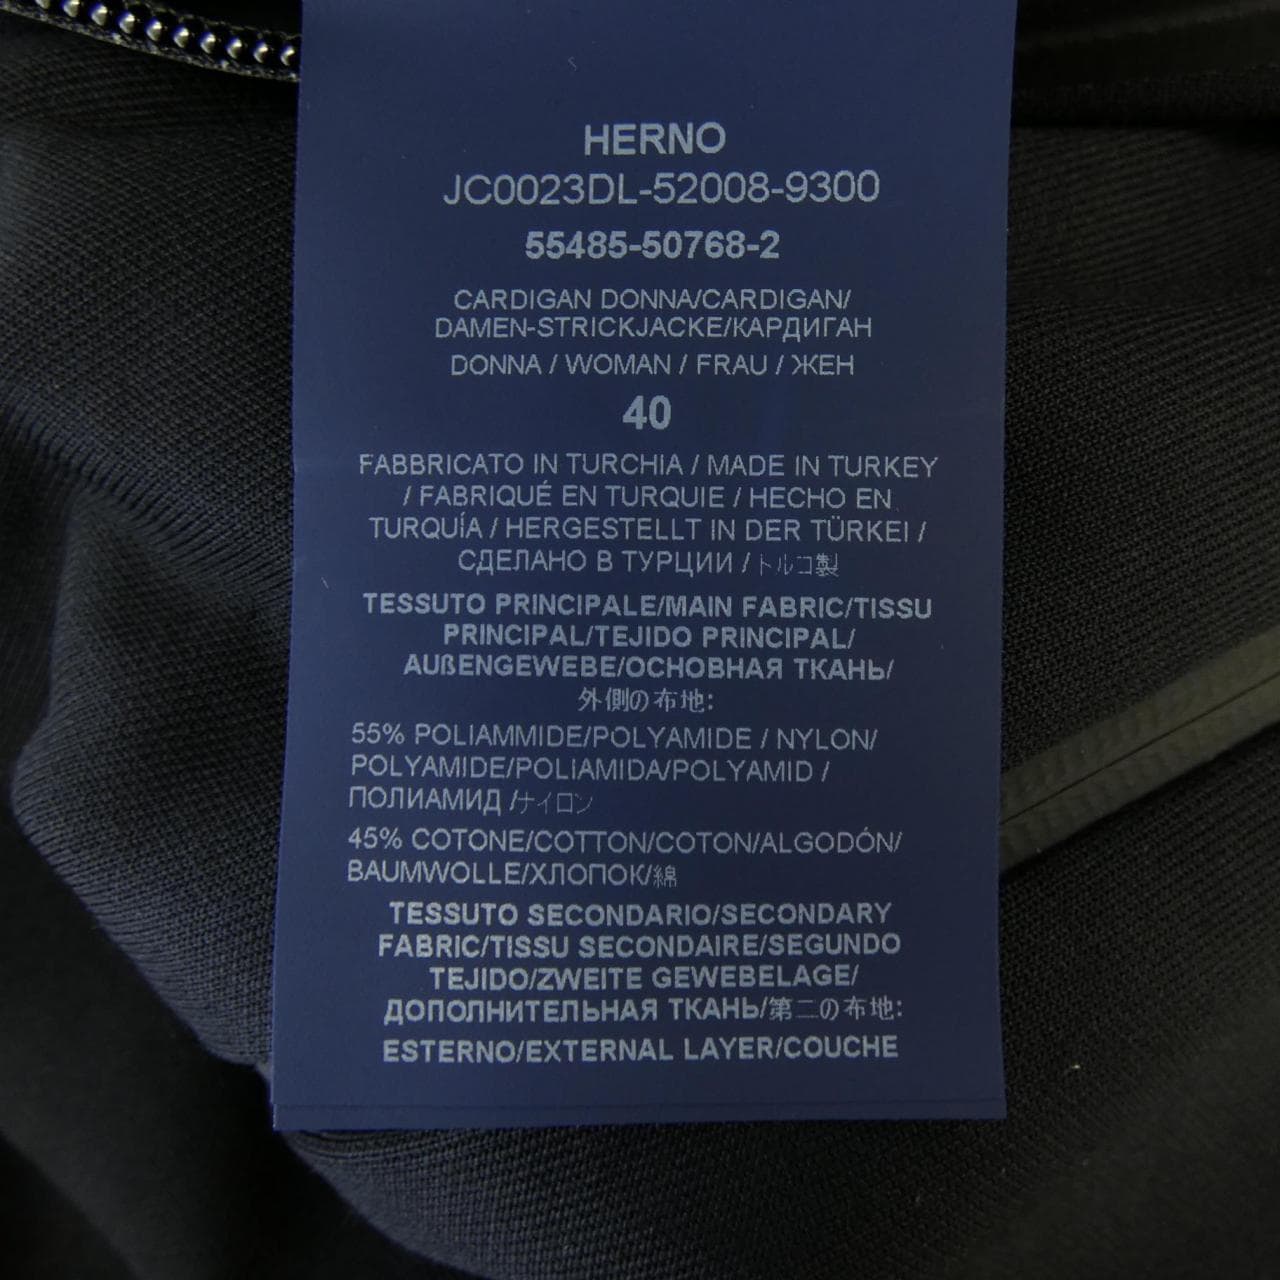 HERNO
JC0023DL-52008-9300
55485-50768-2
CARDIGAN DONNA/CARDIGAN/
DAMEN-STRICKJACKE/КАРДИГАН
DONNA / WOMAN / FRAU / ЖЕН
40
FABBRICATO IN TURCHIA / MADE IN TURKEY
/ FABRIQUÉ EN TURQUIE / HECHO EN
TURQUÍA / HERGESTELLT IN DER TÜRKEI /
СДЕЛАНО В ТУРЦИИ / トルコ製
TESSUTO PRINCIPALE/MAIN FABRIC/TISSU
PRINCIPAL/TEJIDO PRINCIPAL/
AUßENGEWEBE/ОСНОВНАЯ ТКАНЬ/
外側の布地:
55% POLIAMMIDE/POLYAMIDE / NYLON/
POLYAMIDE/POLIAMIDA/POLYAMID /
ПОЛИАМИД /ナイロン
45% COTONE/COTTON/COTON/ALGODÓN/
BAUMWOLLE/ХЛОПОК/綿
TESSUTO SECONDARIO/SECONDARY
FABRIC/TISSU SECONDAIRE/SEGUNDO
TEJIDO/ZWEITE GEWEBELAGE/
ДОПОЛНИТЕЛЬНАЯ ТКАНЬ/第二の布地:
ESTERNO/EXTERNAL LAYER/COUCHE